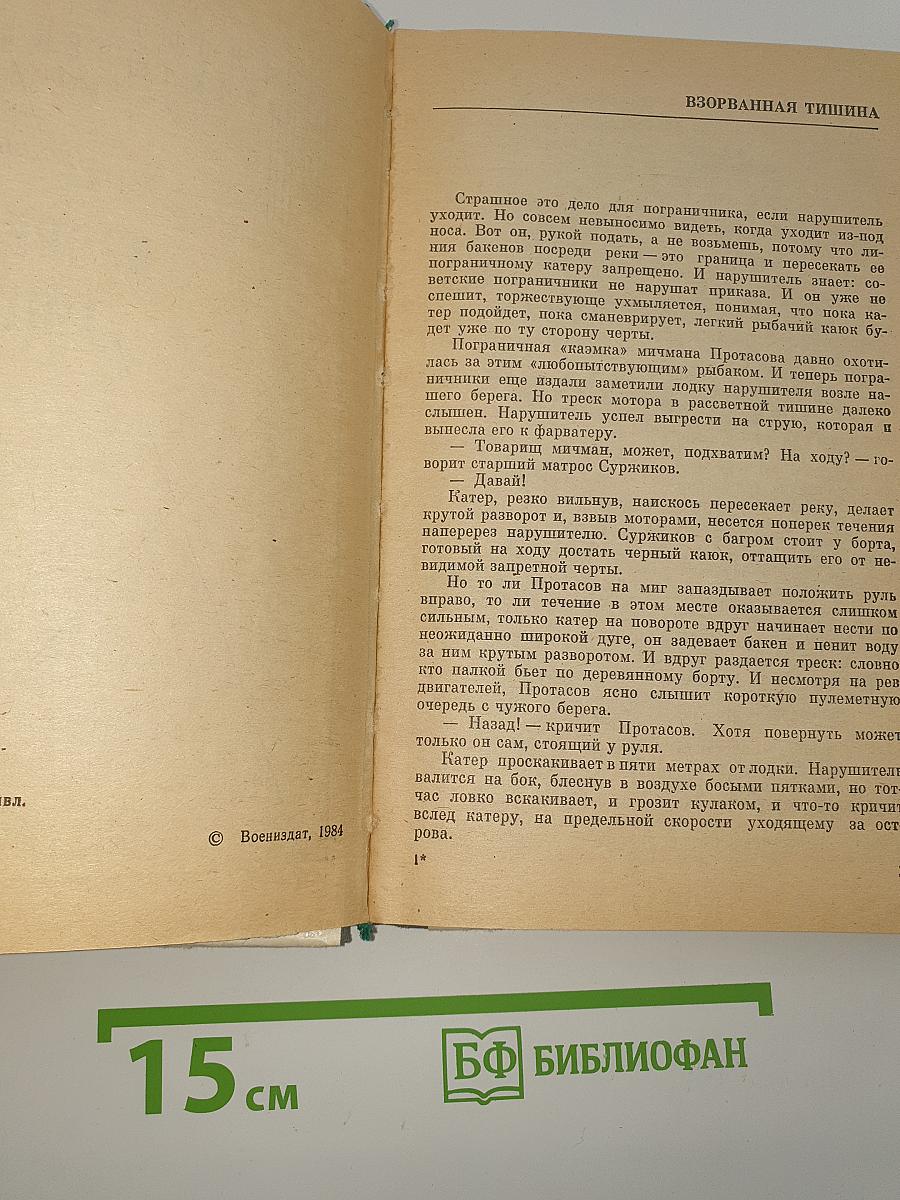 -
вл.
© Воениздат, 1984
ВЗОРВАННАЯ ТИШИНА
Страшное это дело для пограничника, если нарушитель
уходит. Но совсем невыносимо видеть, когда уходит из-под
носа. Вот он, рукой подать, а не возьмешь, потому что ли-
ния бакенов посреди реки — это граница и пересекать ее
пограничному катеру запрещено. И нарушитель знает: со-
ветские пограничники не нарушат приказа. И он уже не
спешит, торжествующе ухмыляется, понимая, что пока ка-
тер подойдет, пока сманеврирует, легкий рыбачий каюк бу-
дет уже по ту сторону черты.
Пограничная «каэмка» мичмана Протасова давно охоти-
лась за этим «любопытствующим» рыбаком. И теперь погра-
ничники еще издали заметили лодку нарушителя возле на-
шего берега. Но треск мотора в рассветной тишине далеко
слышен. Нарушитель успел выгрести на струю, которая и
вынесла его к фарватеру.
— Товарищ мичман, может, подхватим? На ходу? — го-
ворит старший матрос Суржиков.
— Давай!
Катер, резко вильнув, наискось пересекает реку, делает
крутой разворот и, взвыв моторами, несется поперек течения
наперерез нарушителю. Суржиков с багром стоит у борта,
готовый на ходу достать черный каюк, оттащить его от не-
видимой запретной черты.
Но то ли Протасов на миг запаздывает положить руль
вправо, то ли течение в этом месте оказывается слишком
сильным, только катер на повороте вдруг начинает нести по
неожиданно широкой дуге, он задевает бакен и пенит воду
за ним крутым разворотом. И вдруг раздается треск: словно
кто палкой бьет по деревянному борту. И несмотря на рев
двигателей, Протасов ясно слышит короткую пулеметную
очередь с чужого берега.
— Назад! — кричит Протасов. Хотя повернуть может
только он сам, стоящий у руля.
Катер проскакивает в пяти метрах от лодки. Нарушитель
валится на бок, блеснув в воздухе босыми пятками, но тот-
час ловко вскакивает, и грозит кулаком, и что-то кричит
вслед катеру, на предельной скорости уходящему за ост-
рова.
1*
15 см
БФ БИБЛИОФАН